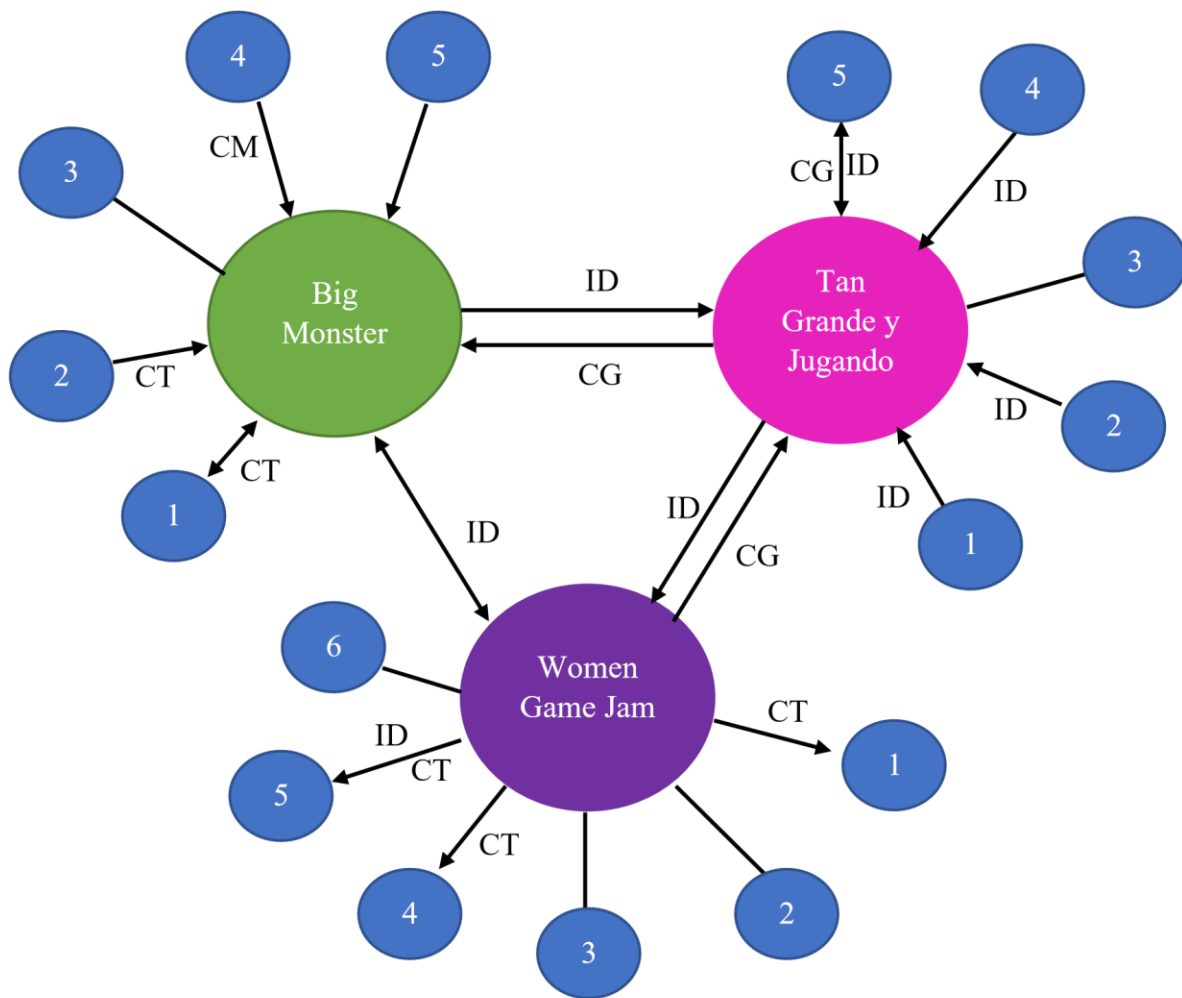 4
5
5
4
CM
CG
ID
3
ID
3
Big
Monster
ID
Tan
Grande y
Jugando
2
CT
CG
2
ID
CT
1
ID
1
ID
ID
CG
6
Women
Game Jam
CT
ID
CT
1
5
CT
4
2
3